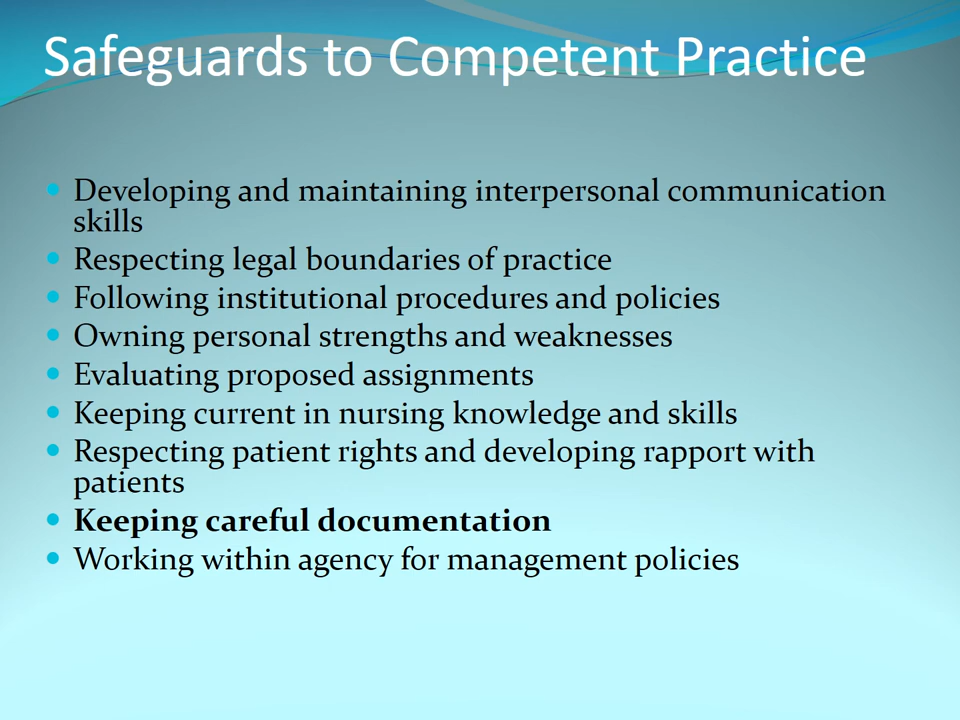 Safeguards to Competent Practice
Developing and maintaining interpersonal communication
skills
Respecting legal boundaries of practice
Following institutional procedures and policies
Owning personal strengths and weaknesses
Evaluating proposed assignments
Keeping current in nursing knowledge and skills
Respecting patient rights and developing rapport with
patients
Keeping careful documentation
Working within agency for management policies